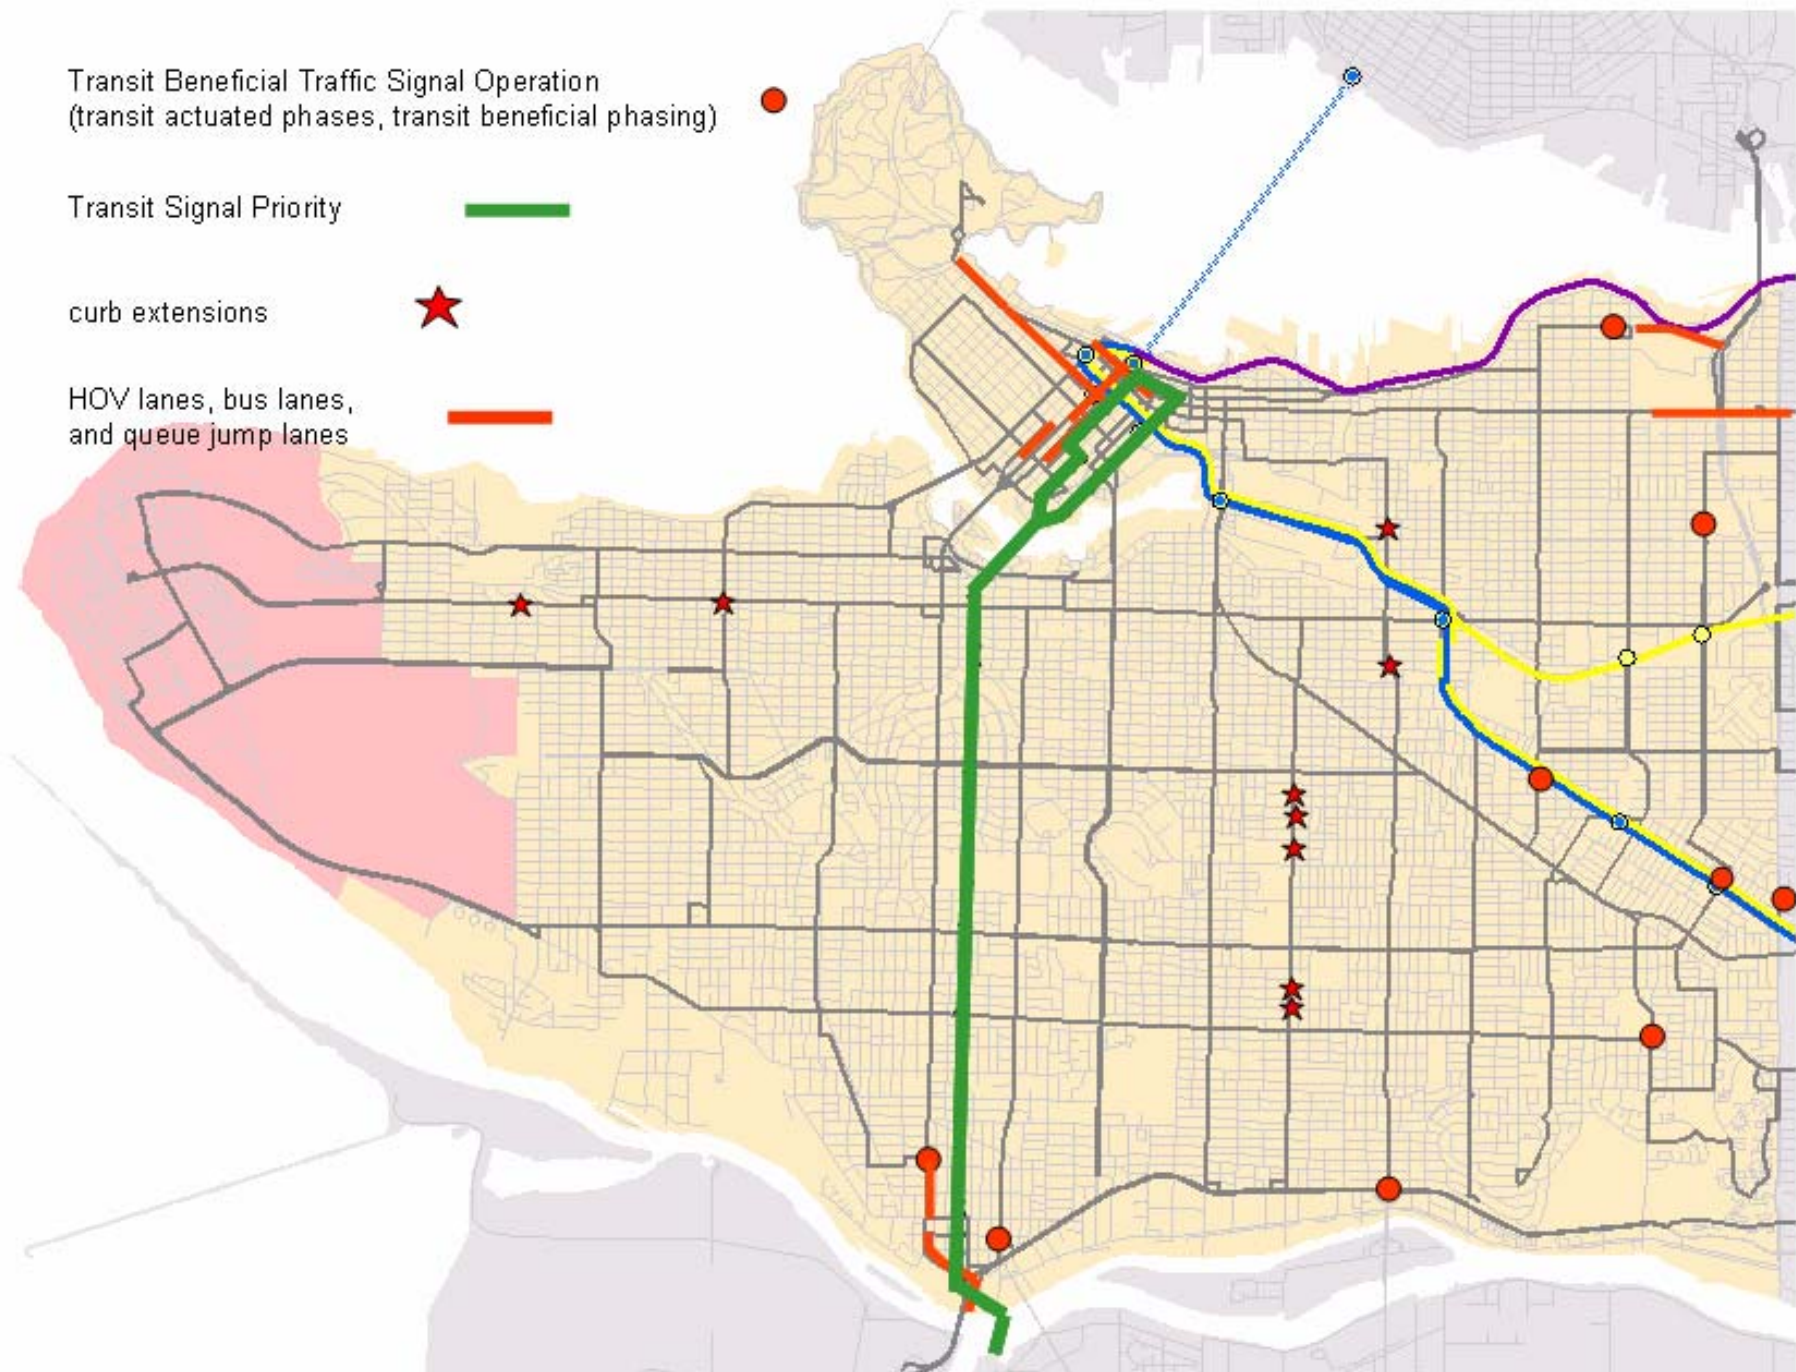 Transit Beneficial Traffic Signal Operation
(transit actuated phases, transit beneficial phasing)
Transit Signal Priority
curb extensions
HOV lanes, bus lanes,
and queue jump lanes